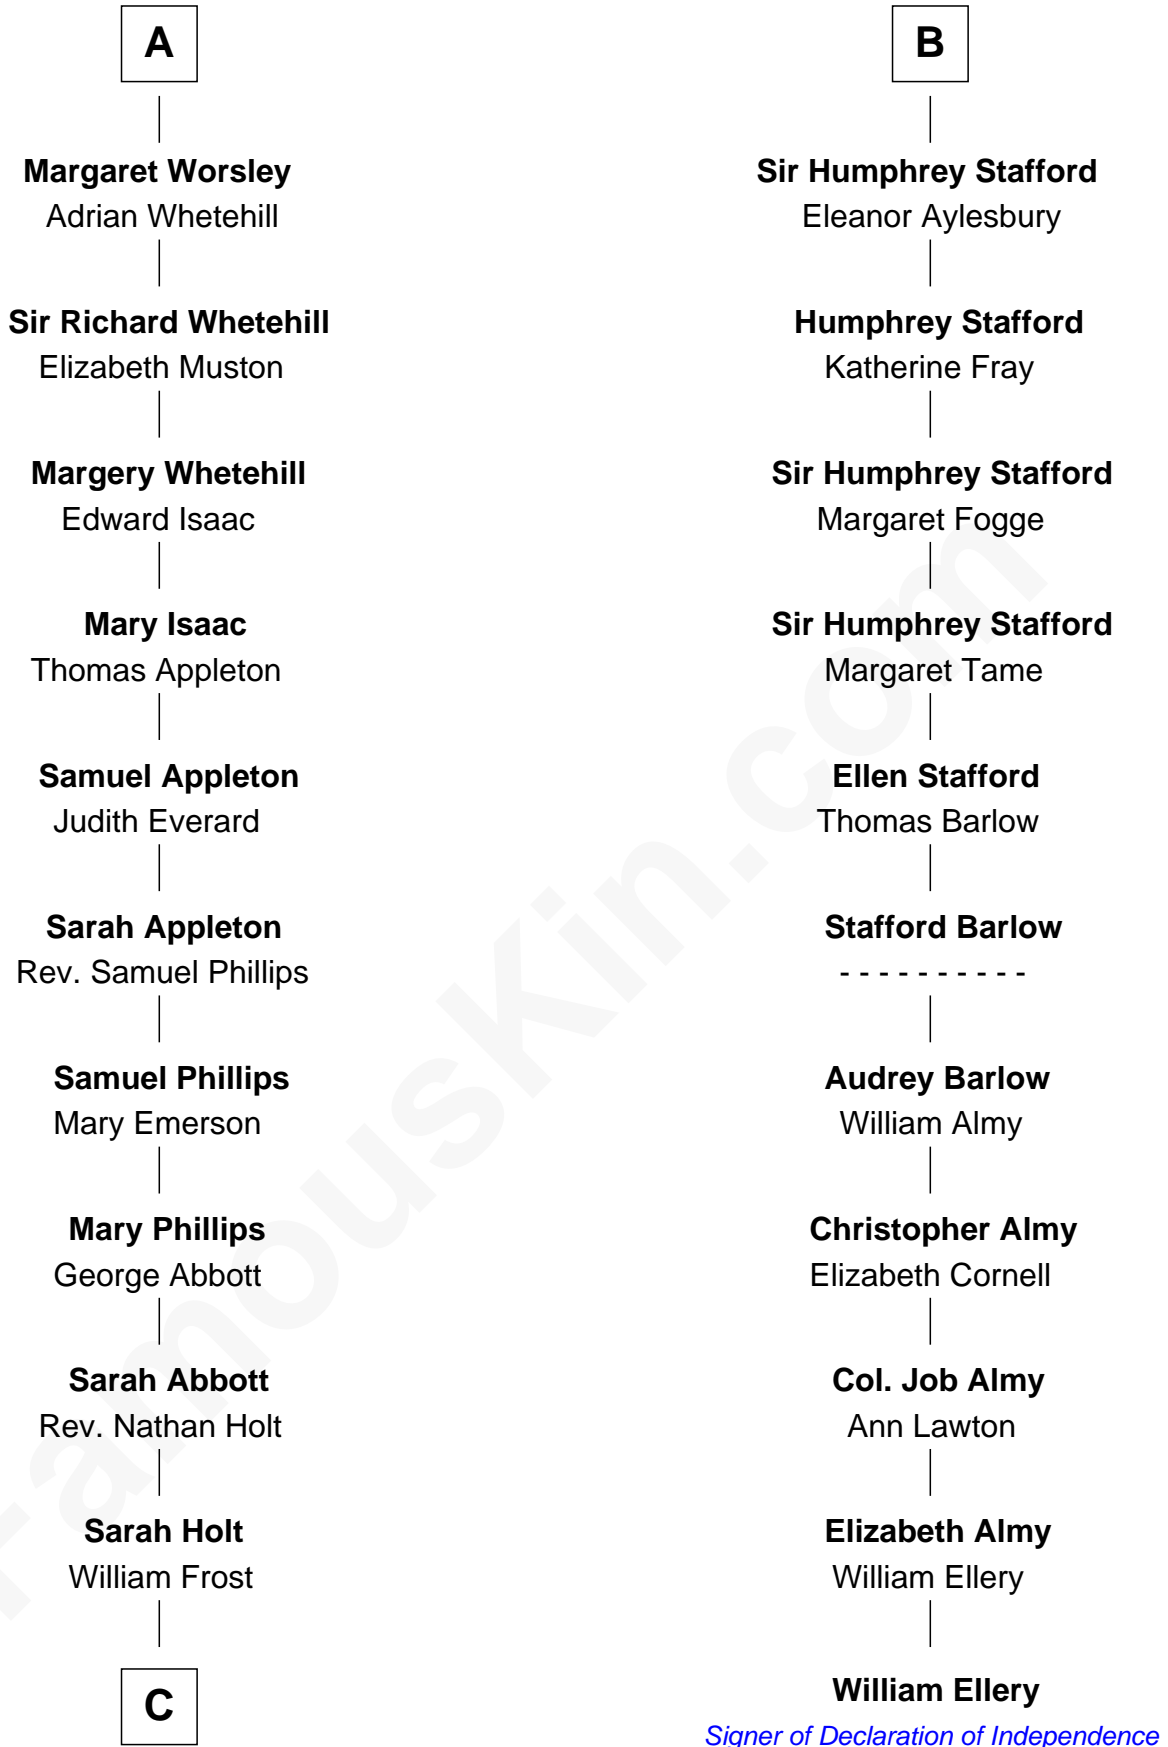 A
Margaret Worsley
Adrian Whetehill
Sir Richard Whetehill
Elizabeth Muston
Margery Whetehill
Edward Isaac
Mary Isaac
Thomas Appleton
Samuel Appleton
Judith Everard
Sarah Appleton
Rev. Samuel Phillips
Samuel Phillips
Mary Emerson
Mary Phillips
George Abbott
Sarah Abbott
Rev. Nathan Holt
Sarah Holt
William Frost
C
B
Sir Humphrey Stafford
Eleanor Aylesbury
Humphrey Stafford
Katherine Fray
Sir Humphrey Stafford
Margaret Fogge
Sir Humphrey Stafford
Margaret Tame
Ellen Stafford
Thomas Barlow
Stafford Barlow
- - - - - - - - - -
Audrey Barlow
William Almy
Christopher Almy
Elizabeth Cornell
Col. Job Almy
Ann Lawton
Elizabeth Almy
William Ellery
William Ellery
Signer of Declaration of Independence
FamousKin.com